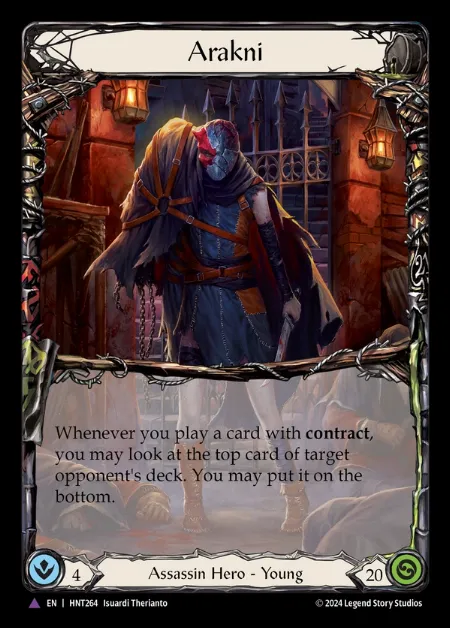 Arakni
Whenever you play a card with contract,
you may look at the top card of target
opponent's deck. You may put it on the
bottom.
4
Assassin Hero - Young
20
EN | HNT264 Isuardi Therianto
© 2024 Legend Story Studios